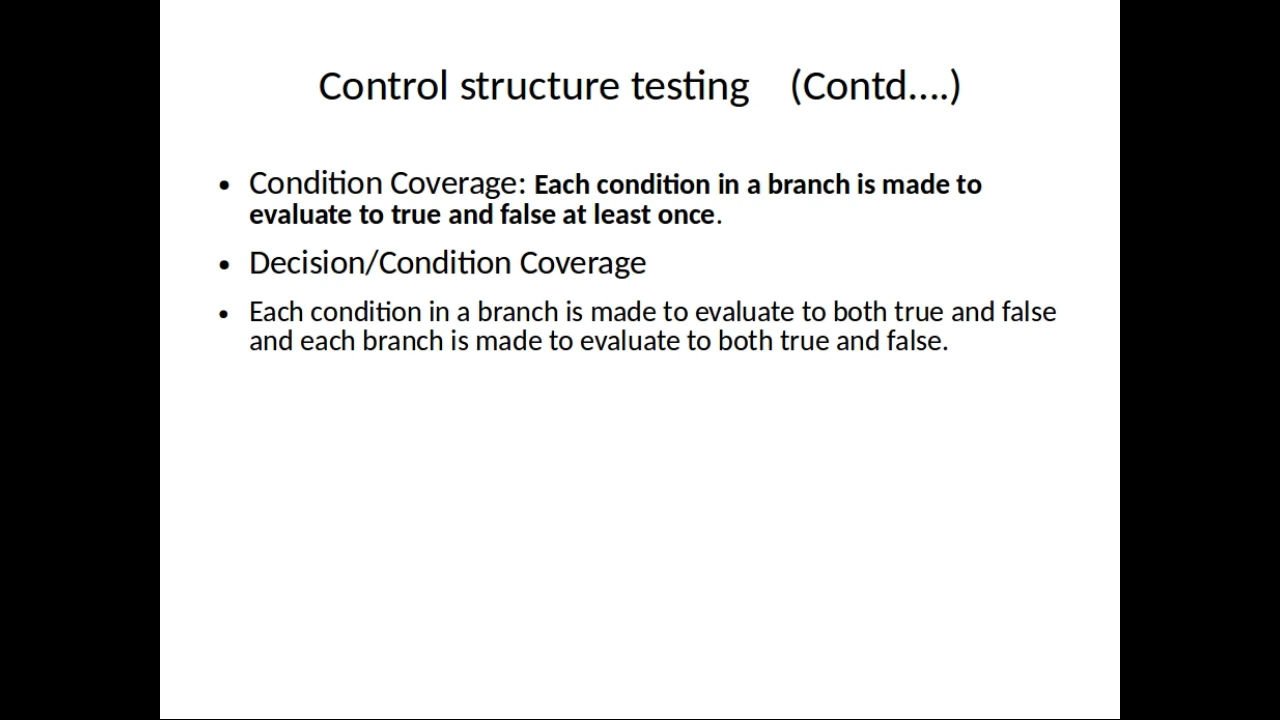 Control structure testing (Contd....)
• Condition Coverage: Each condition in a branch is made to
evaluate to true and false at least once.
• Decision/Condition Coverage
• Each condition in a branch is made to evaluate to both true and false
and each branch is made to evaluate to both true and false.